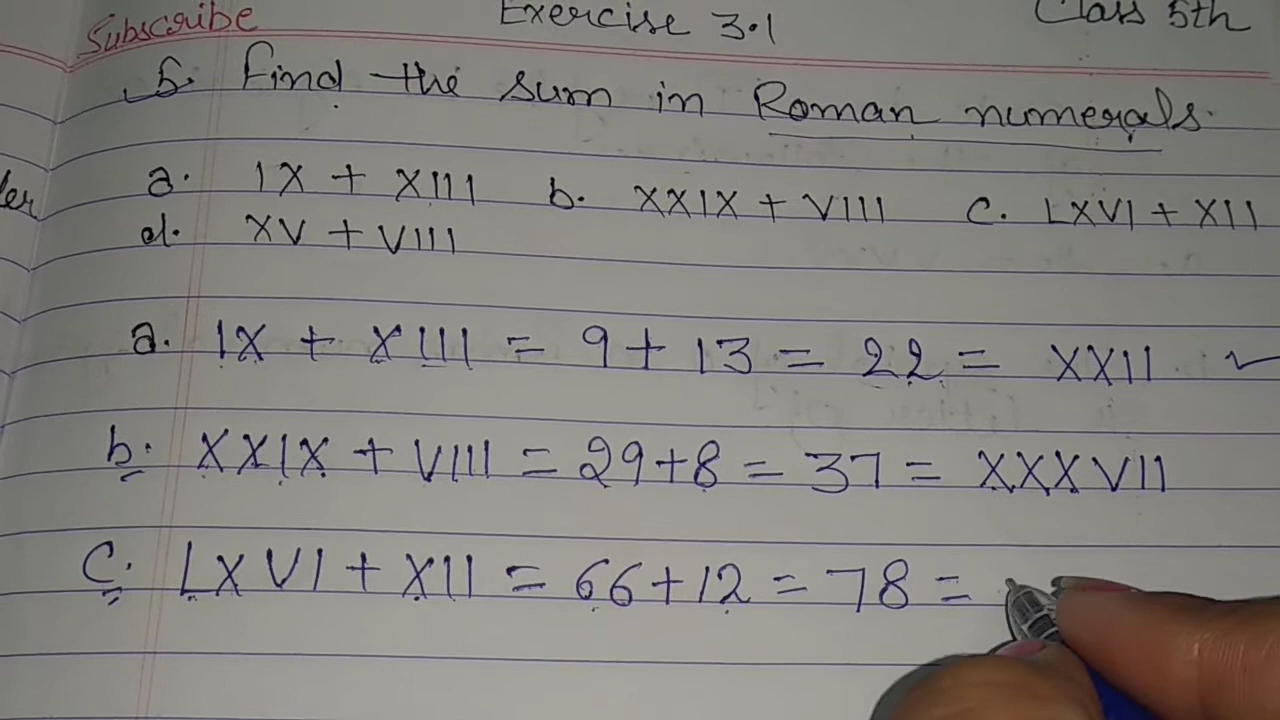 Subscribe Exercise 3.1 Class 5th
5. Find the sum in Roman numerals.
a. IX + XIII b. XXIX + VIII c. LXVI + XII
d. XV + VIII
a. IX + XIII = 9 + 13 = 22 = XXII
b. XXIX + VIII = 29 + 8 = 37 = XXXVII
C. LXVI + XII = 66 + 12 = 78 =